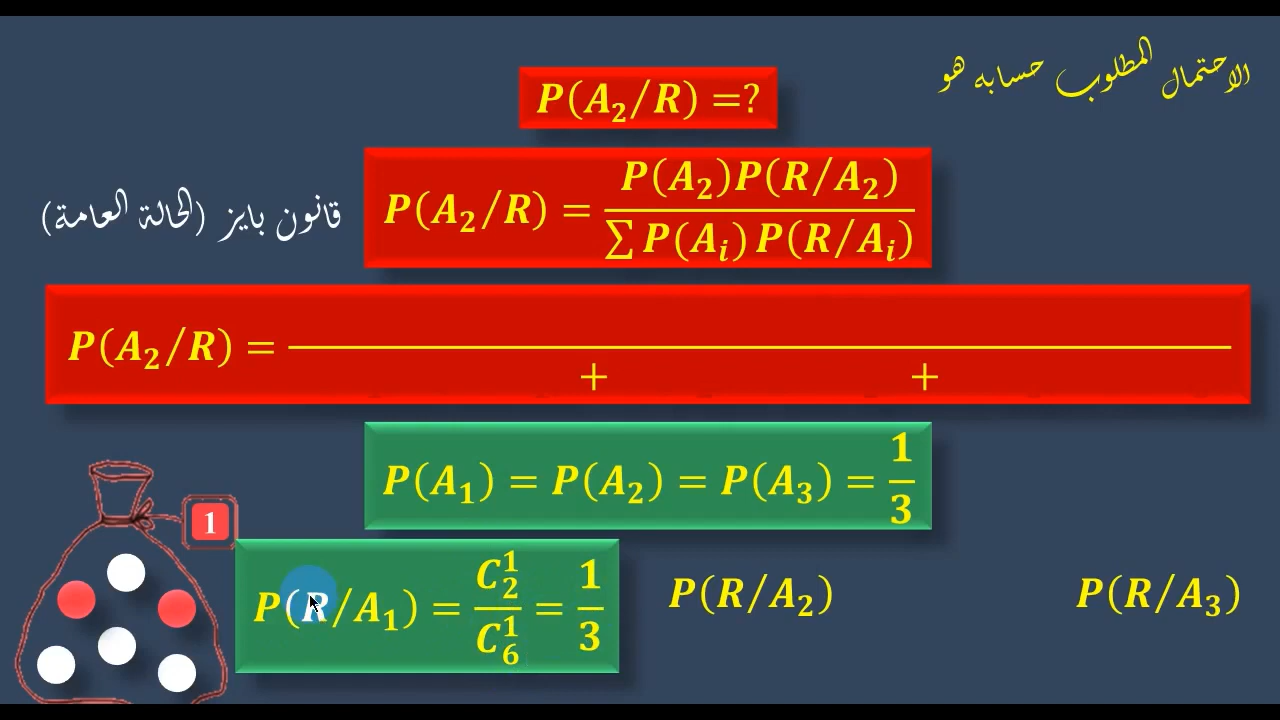 الاحتمال المطلوب حسابه هو
P(A₂/R) =?
قانون بايز (الحالة العامة)
P(A₂/R) = P(A₂)P(R/A₂) / ∑ P(Aᵢ) P(R/Aᵢ)
P(A₂/R) = ———— + +
P(A₁) = P(A₂) = P(A₃) = 1/3
1
P(R/A₁) = C₂¹/C₆¹ = 1/3
P(R/A₂)
P(R/A₃)